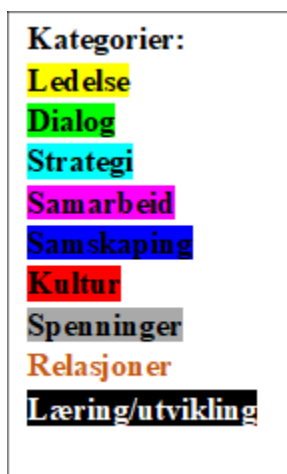 Kategorier:
Ledelse
Dialog
Strategi
Samarbeid
Samskaping
Kultur
Spenninger
Relasjoner
Læring/utvikling